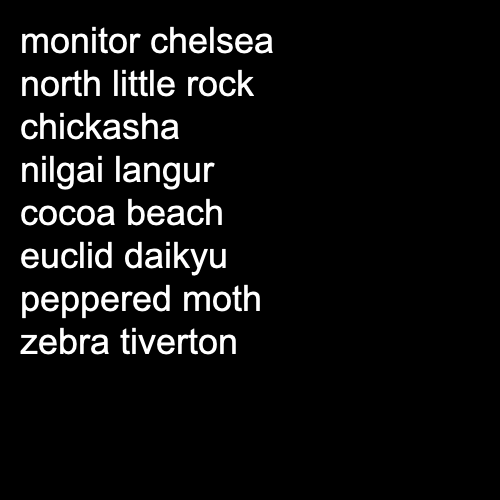 monitor chelsea
north little rock
chickasha
nilgai langur
cocoa beach
euclid daikyu
peppered moth
zebra tiverton